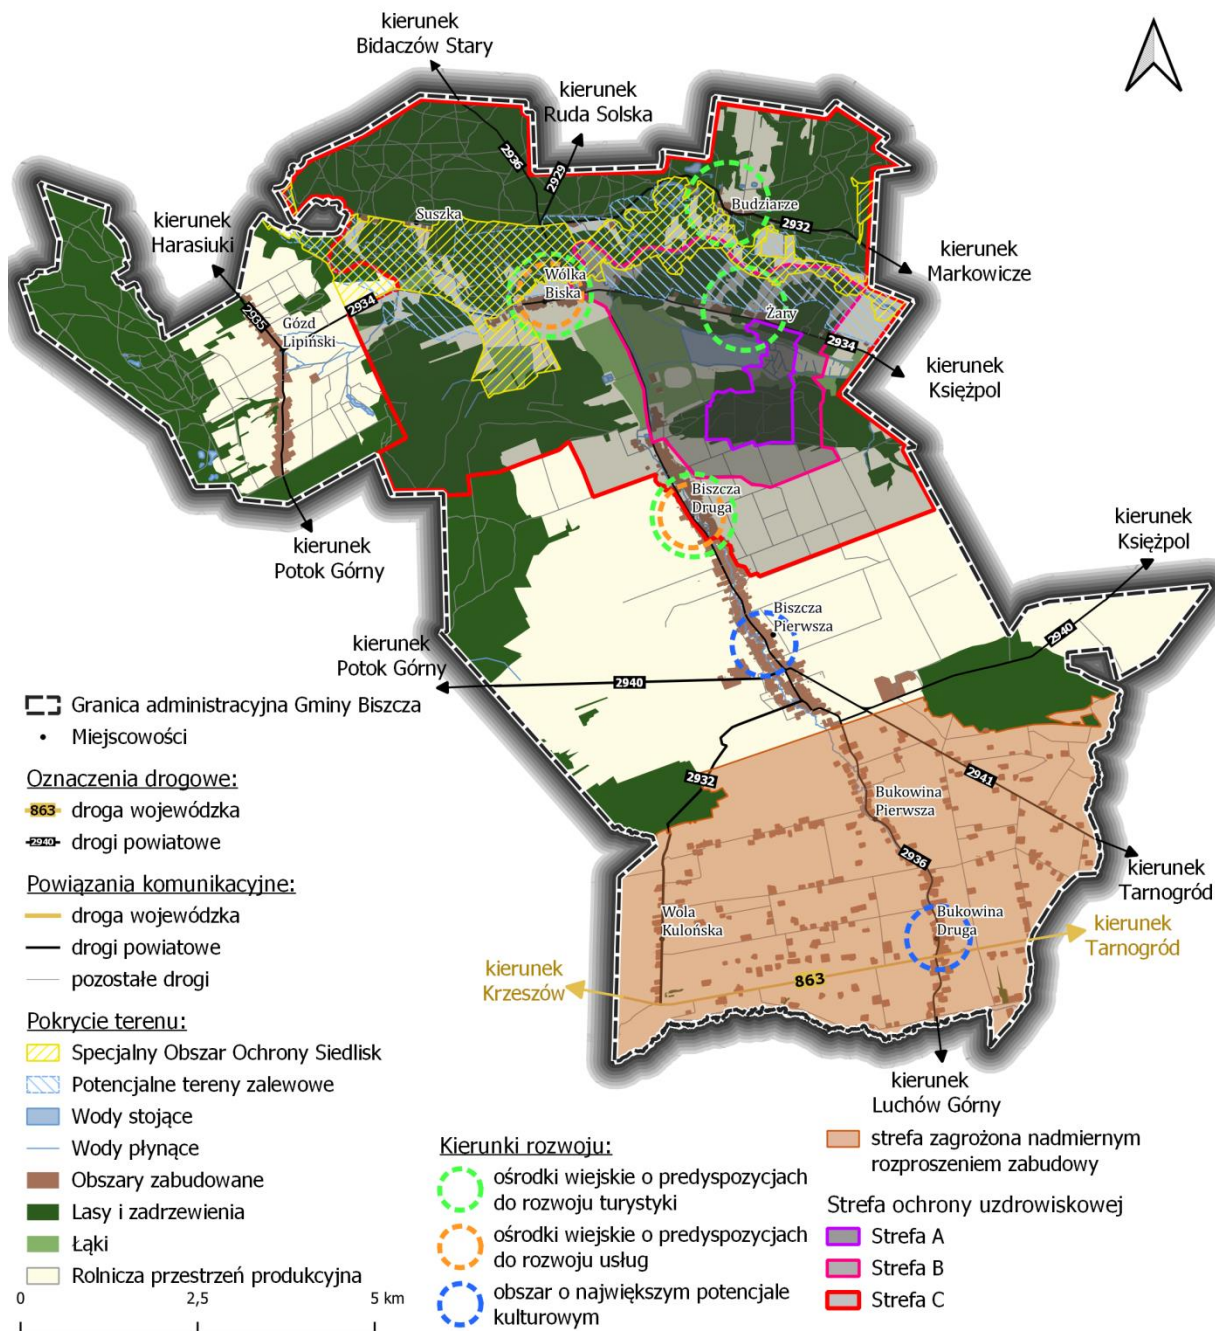 kierunek
Bidaczów Stary
kierunek
Ruda Solska
2936
2929
kierunek
Harasiuki
Suszka
Budziarze
2932
kierunek
Markowicze
Wólka
Biska
2935
2934
Gózd
Lipiński
Żary
2934
kierunek
Księżpol
Biszcza
Druga
kierunek
Potok Górny
kierunek
Księżpol
Biszcza
Pierwsza
2940
kierunek
Potok Górny
2940
2932
2941
Bukowina
Pierwsza
2936
kierunek
Tarnogród
Wola
Kulońska
Bukowina
Druga
kierunek
Tarnogród
kierunek
Krzeszów
863
kierunek
Luchów Górny
Granica administracyjna Gminy Biszcza
Miejscowości
Oznaczenia drogowe:
863 droga wojewódzka
2940 drogi powiatowe
Powiązania komunikacyjne:
droga wojewódzka
drogi powiatowe
pozostałe drogi
Pokrycie terenu:
Specjalny Obszar Ochrony Siedlisk
Potencjalne tereny zalewowe
Wody stojące
Wody płynące
Obszary zabudowane
Lasy i zadrzewienia
Łąki
Rolnicza przestrzeń produkcyjna
0 2,5 5 km
Kierunki rozwoju:
ośrodki wiejskie o predyspozycjach
do rozwoju turystyki
ośrodki wiejskie o predyspozycjach
do rozwoju usług
obszar o największym potencjale
kulturowym
strefa zagrożona nadmiernym
rozproszeniem zabudowy
Strefa ochrony uzdrowiskowej
Strefa A
Strefa B
Strefa C